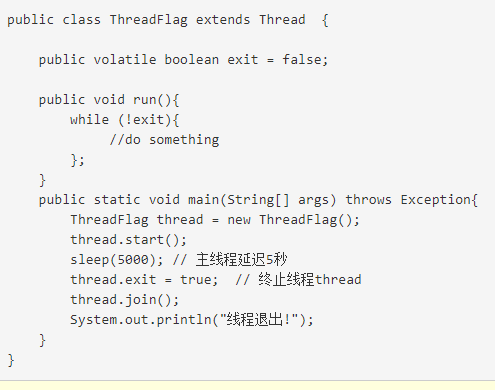 public class ThreadFlag extends Thread  {
public volatile boolean exit = false;
public void run(){
while (!exit){
//do something
};
}
public static void main(String[] args) throws Exception{
ThreadFlag thread = new ThreadFlag();
thread.start();
sleep(5000); // 主线程延迟5秒
thread.exit = true;  // 终止线程thread
thread.join();
System.out.println("线程退出!");
}
}